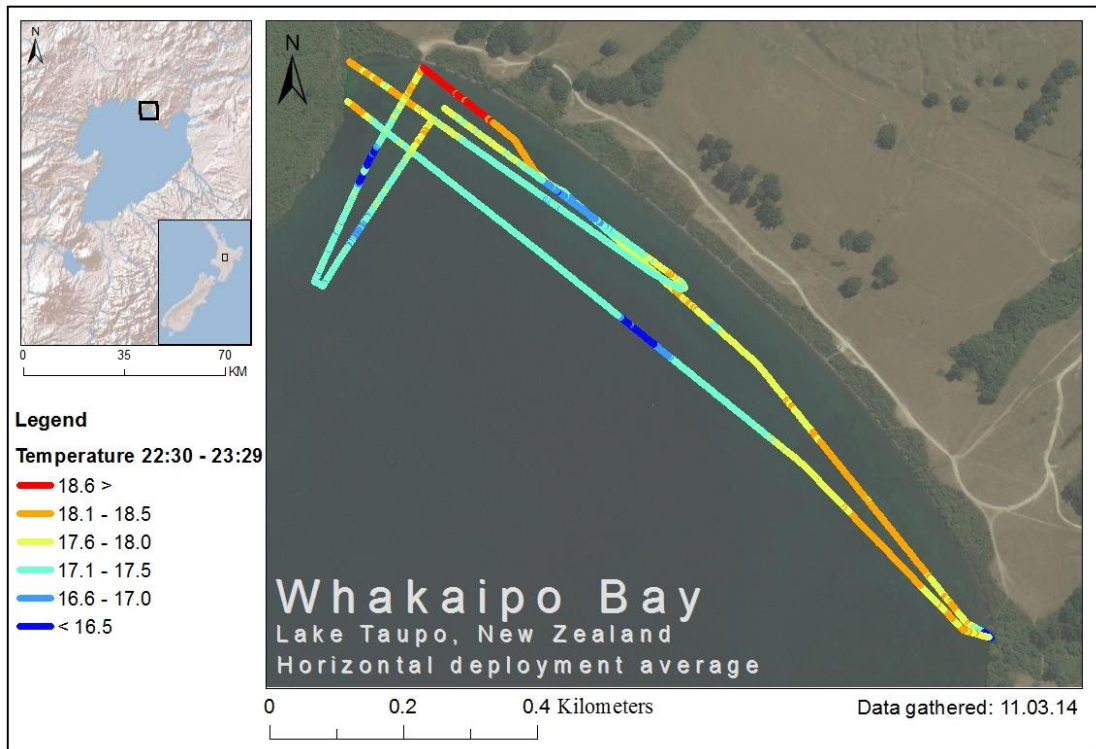 N
N
0 35 70
KM
Legend
Temperature 22:30 - 23:29
18.6 >
18.1 - 18.5
17.6 - 18.0
17.1 - 17.5
16.6 - 17.0
< 16.5
Whakaipo Bay
Lake Taupo, New Zealand
Horizontal deployment average
0 0.2 0.4 Kilometers
Data gathered: 11.03.14